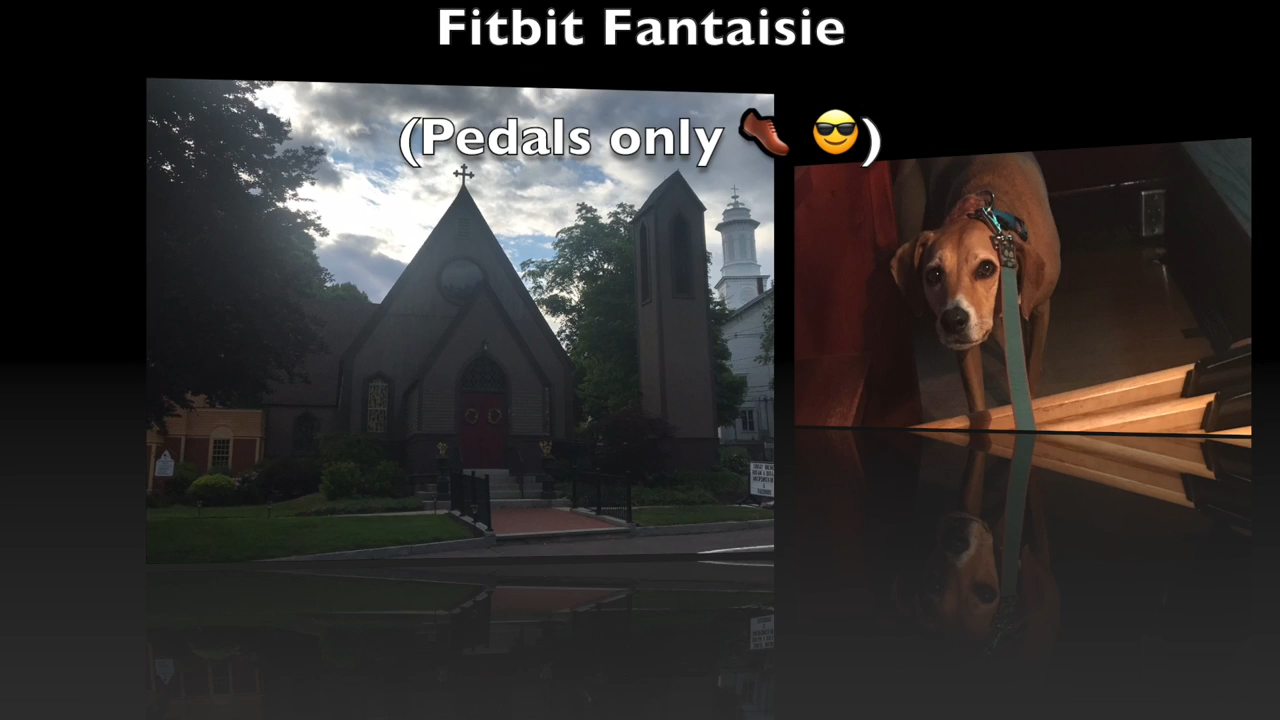 Fitbit Fantaisie
(Pedals only 👞 😎)